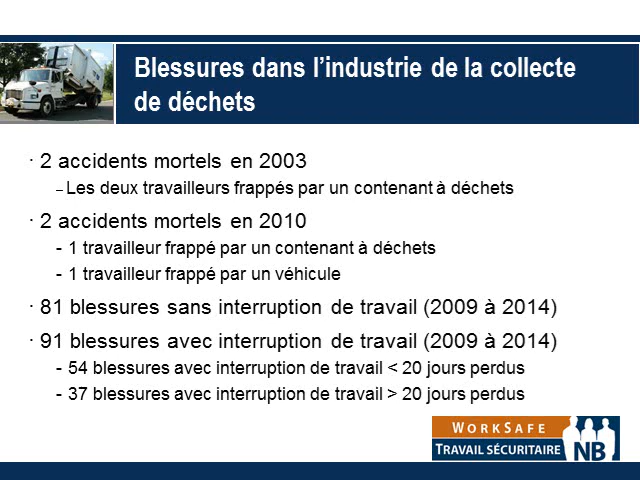 Blessures dans l’industrie de la collecte
de déchets
· 2 accidents mortels en 2003
– Les deux travailleurs frappés par un contenant à déchets
· 2 accidents mortels en 2010
- 1 travailleur frappé par un contenant à déchets
- 1 travailleur frappé par un véhicule
· 81 blessures sans interruption de travail (2009 à 2014)
· 91 blessures avec interruption de travail (2009 à 2014)
- 54 blessures avec interruption de travail < 20 jours perdus
- 37 blessures avec interruption de travail > 20 jours perdus
WORKSAFE
TRAVAIL SÉCURITAIRE NB